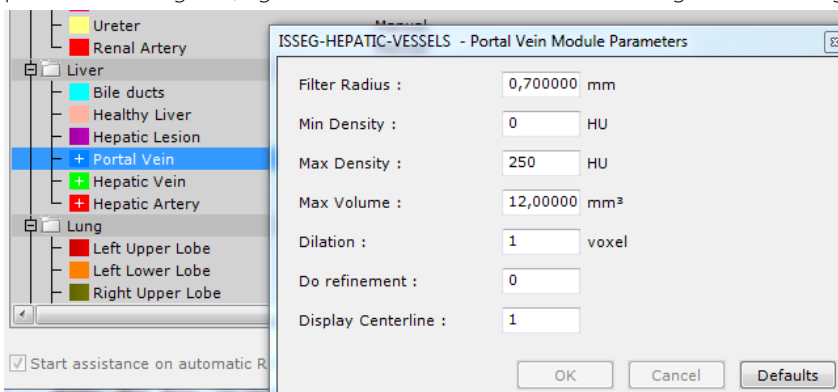 Ureter
Manual
Renal Artery
Liver
Bile ducts
Healthy Liver
Hepatic Lesion
Portal Vein
Hepatic Vein
Hepatic Artery
Lung
Left Upper Lobe
Left Lower Lobe
Right Upper Lobe
Start assistance on automatic R
ISSEG-HEPATIC-VESSELS - Portal Vein Module Parameters
Filter Radius : 0,700000 mm
Min Density : 0 HU
Max Density : 250 HU
Max Volume : 12,00000 mm³
Dilation : 1 voxel
Do refinement : 0
Display Centerline : 1
OK Cancel Defaults